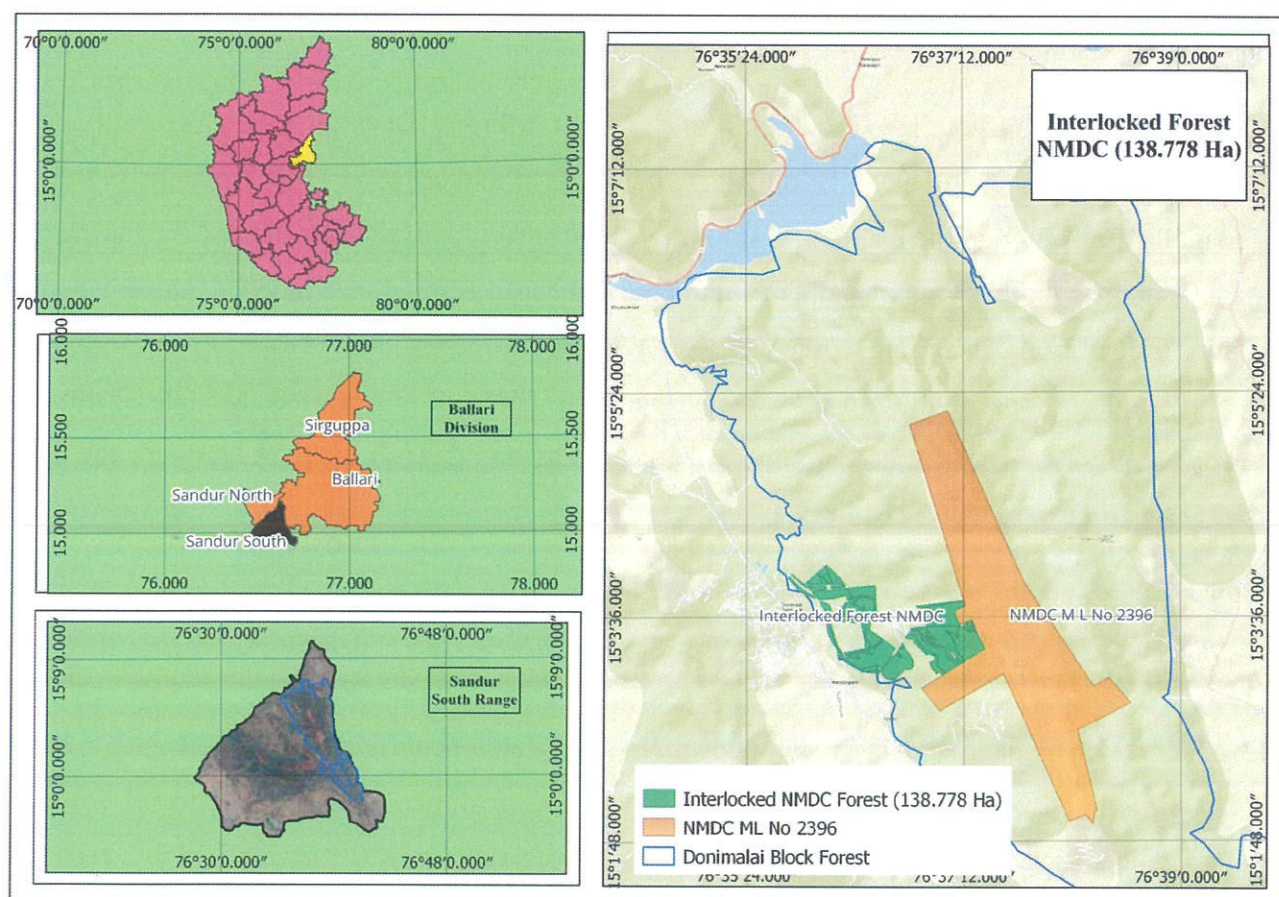 70°0'0.000"
75°0'0.000"
80°0'0.000"
15°0'0.000"
15°0'0.000"
70°0'0.000"
75°0'0.000"
80°0'0.000"
76.000
77.000
78.000
16.000
16.000
15.500
15.500
15.000
15.000
Ballari
Division
Sirguppa
Ballari
Sandur North
Sandur South
76.000
77.000
78.000
76°30'0.000"
76°48'0.000"
15°9'0.000"
15°9'0.000"
Sandur
South Range
15°0'0.000"
15°0'0.000"
76°30'0.000"
76°48'0.000"
76°35'24.000"
76°37'12.000"
76°39'0.000"
Interlocked Forest
NMDC (138.778 Ha)
15°7'12.000"
15°7'12.000"
15°5'24.000"
15°5'24.000"
15°3'36.000"
15°3'36.000"
Interlocked Forest NMDC
NMDC M L No 2396
Interlocked NMDC Forest (138.778 Ha)
NMDC ML No 2396
Donimalai Block Forest
15°1'48.000"
15°1'48.000"
76°35'24.000"
76°37'12.000"
76°39'0.000"